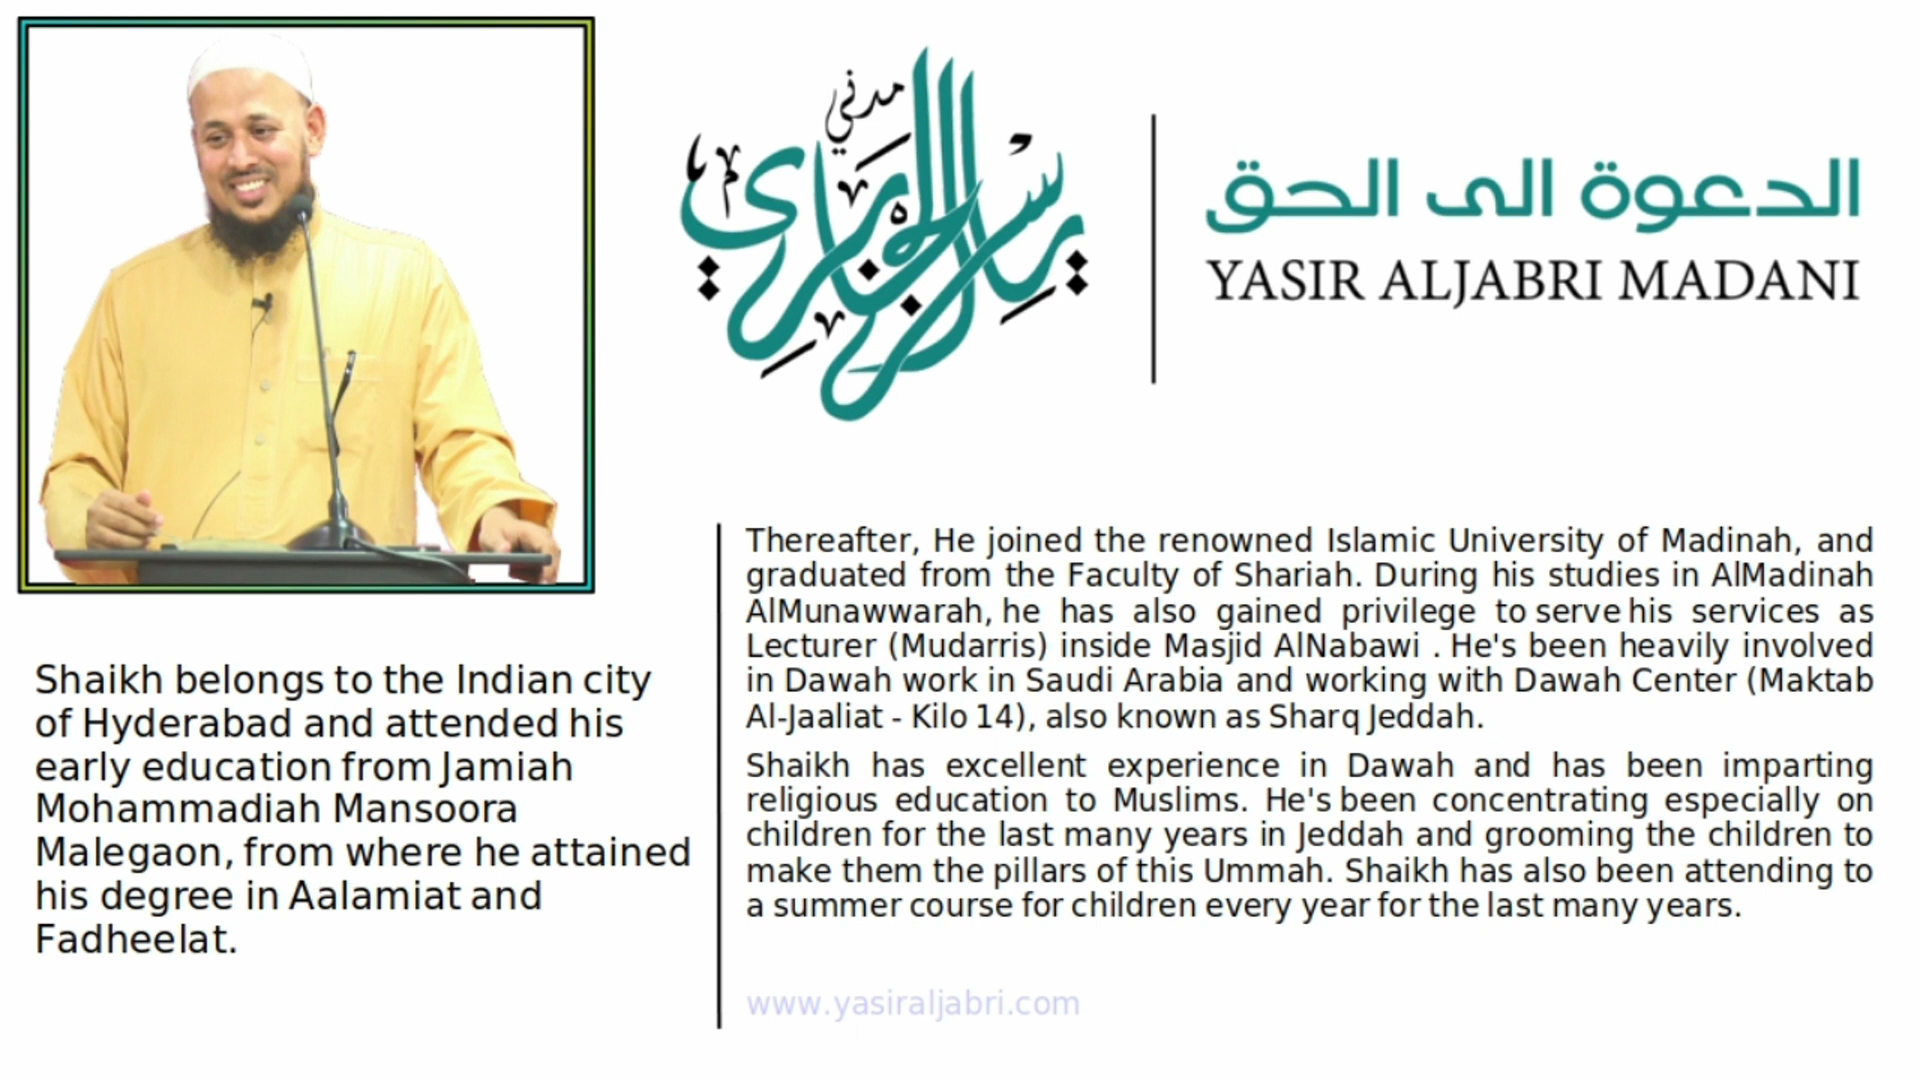 مدني
ياسر الجابري
الدعوة الى الحق
YASIR ALJABRI MADANI
Shaikh belongs to the Indian city
of Hyderabad and attended his
early education from Jamiah
Mohammadiah Mansoora
Malegaon, from where he attained
his degree in Aalamiat and
Fadheelat.
Thereafter, He joined the renowned Islamic University of Madinah, and
graduated from the Faculty of Shariah. During his studies in AlMadinah
AlMunawwarah, he has also gained privilege to serve his services as
Lecturer (Mudarris) inside Masjid AlNabawi . He's been heavily involved
in Dawah work in Saudi Arabia and working with Dawah Center (Maktab
Al-Jaaliat - Kilo 14), also known as Sharq Jeddah.
Shaikh has excellent experience in Dawah and has been imparting
religious education to Muslims. He's been concentrating especially on
children for the last many years in Jeddah and grooming the children to
make them the pillars of this Ummah. Shaikh has also been attending to
a summer course for children every year for the last many years.
www.yasiraljabri.com